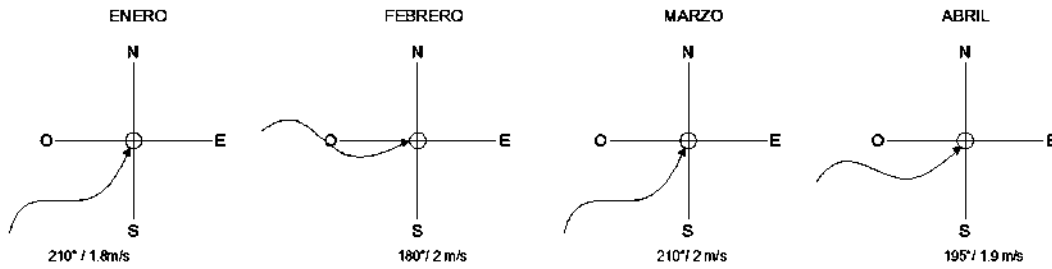 ENERO FEBRERO MARZO ABRIL
N N N N
O E O E O E O E
S S S S
210°/ 1.8m/s 180°/ 2 m/s 210°/ 2 m/s 195°/ 1.9 m/s